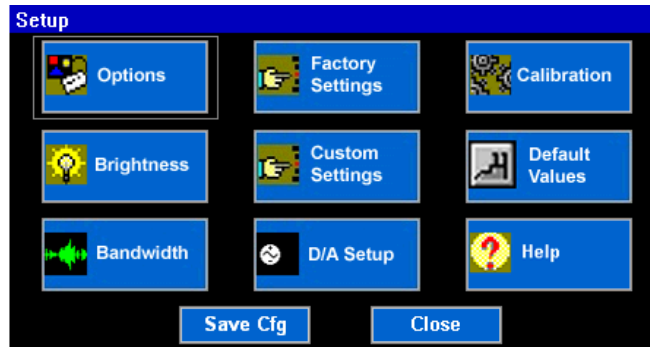 Setup
Options
Factory
Settings
Calibration
Brightness
Custom
Settings
Default
Values
Bandwidth
D/A Setup
Help
Save Cfg
Close